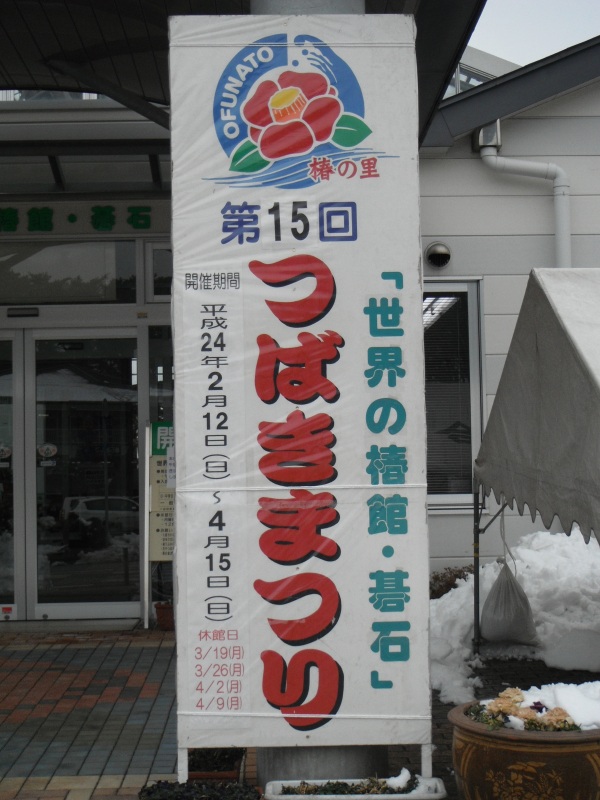 OFUNATO
椿の里
第15回
「世界の椿館・碁石」
つばきまつり
開催期間
平成24年2月12日(日)~4月15日(日)
休館日
3/19(月)
3/26(月)
4/2(月)
4/9(月)
椿館・碁石
開